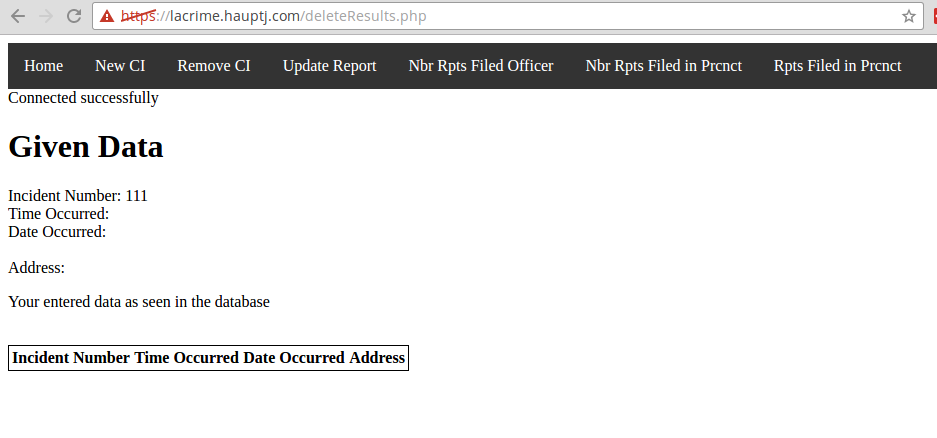 https://lacrime.hauptj.com/deleteResults.php
Home New CI Remove CI Update Report Nbr Rpts Filed Officer Nbr Rpts Filed in Prcnct Rpts Filed in Prcnct
Connected successfully
Given Data
Incident Number: 111
Time Occurred:
Date Occurred:
Address:
Your entered data as seen in the database
Incident Number Time Occurred Date Occurred Address